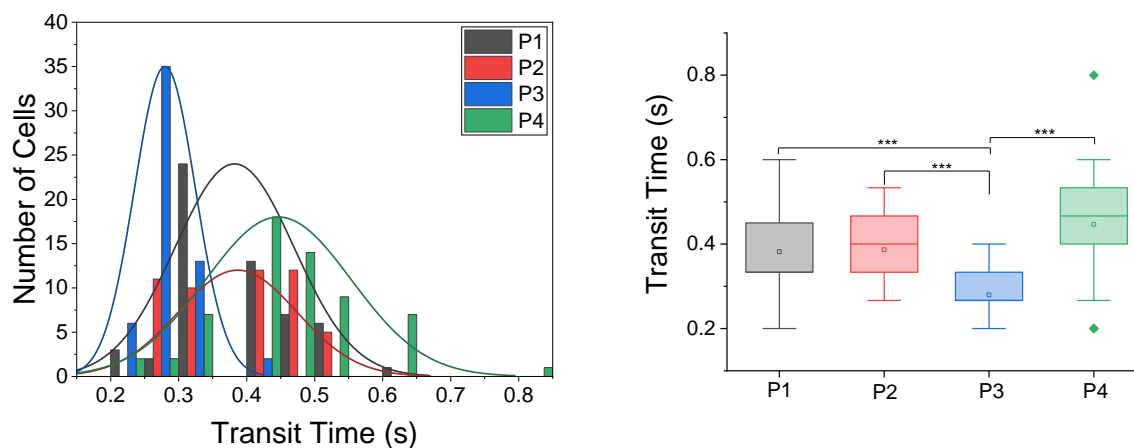 40
35
30
25
20
15
10
5
0
Number of Cells
0.2 0.3 0.4 0.5 0.6 0.7 0.8
Transit Time (s)
P1
P2
P3
P4
0.8
0.6
0.4
0.2
Transit Time (s)
***
***
***
P1 P2 P3 P4